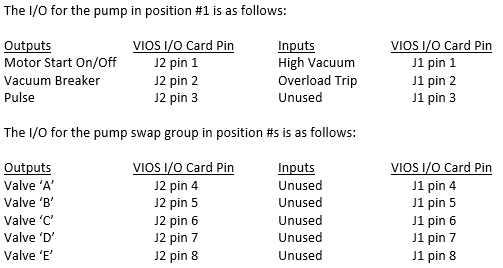 The I/O for the pump in position #1 is as follows:
Outputs VIOS I/O Card Pin Inputs VIOS I/O Card Pin
Motor Start On/Off J2 pin 1 High Vacuum J1 pin 1
Vacuum Breaker J2 pin 2 Overload Trip J1 pin 2
Pulse J2 pin 3 Unused J1 pin 3
The I/O for the pump swap group in position #s is as follows:
Outputs VIOS I/O Card Pin Inputs VIOS I/O Card Pin
Valve ‘A’ J2 pin 4 Unused J1 pin 4
Valve ‘B’ J2 pin 5 Unused J1 pin 5
Valve ‘C’ J2 pin 6 Unused J1 pin 6
Valve ‘D’ J2 pin 7 Unused J1 pin 7
Valve ‘E’ J2 pin 8 Unused J1 pin 8